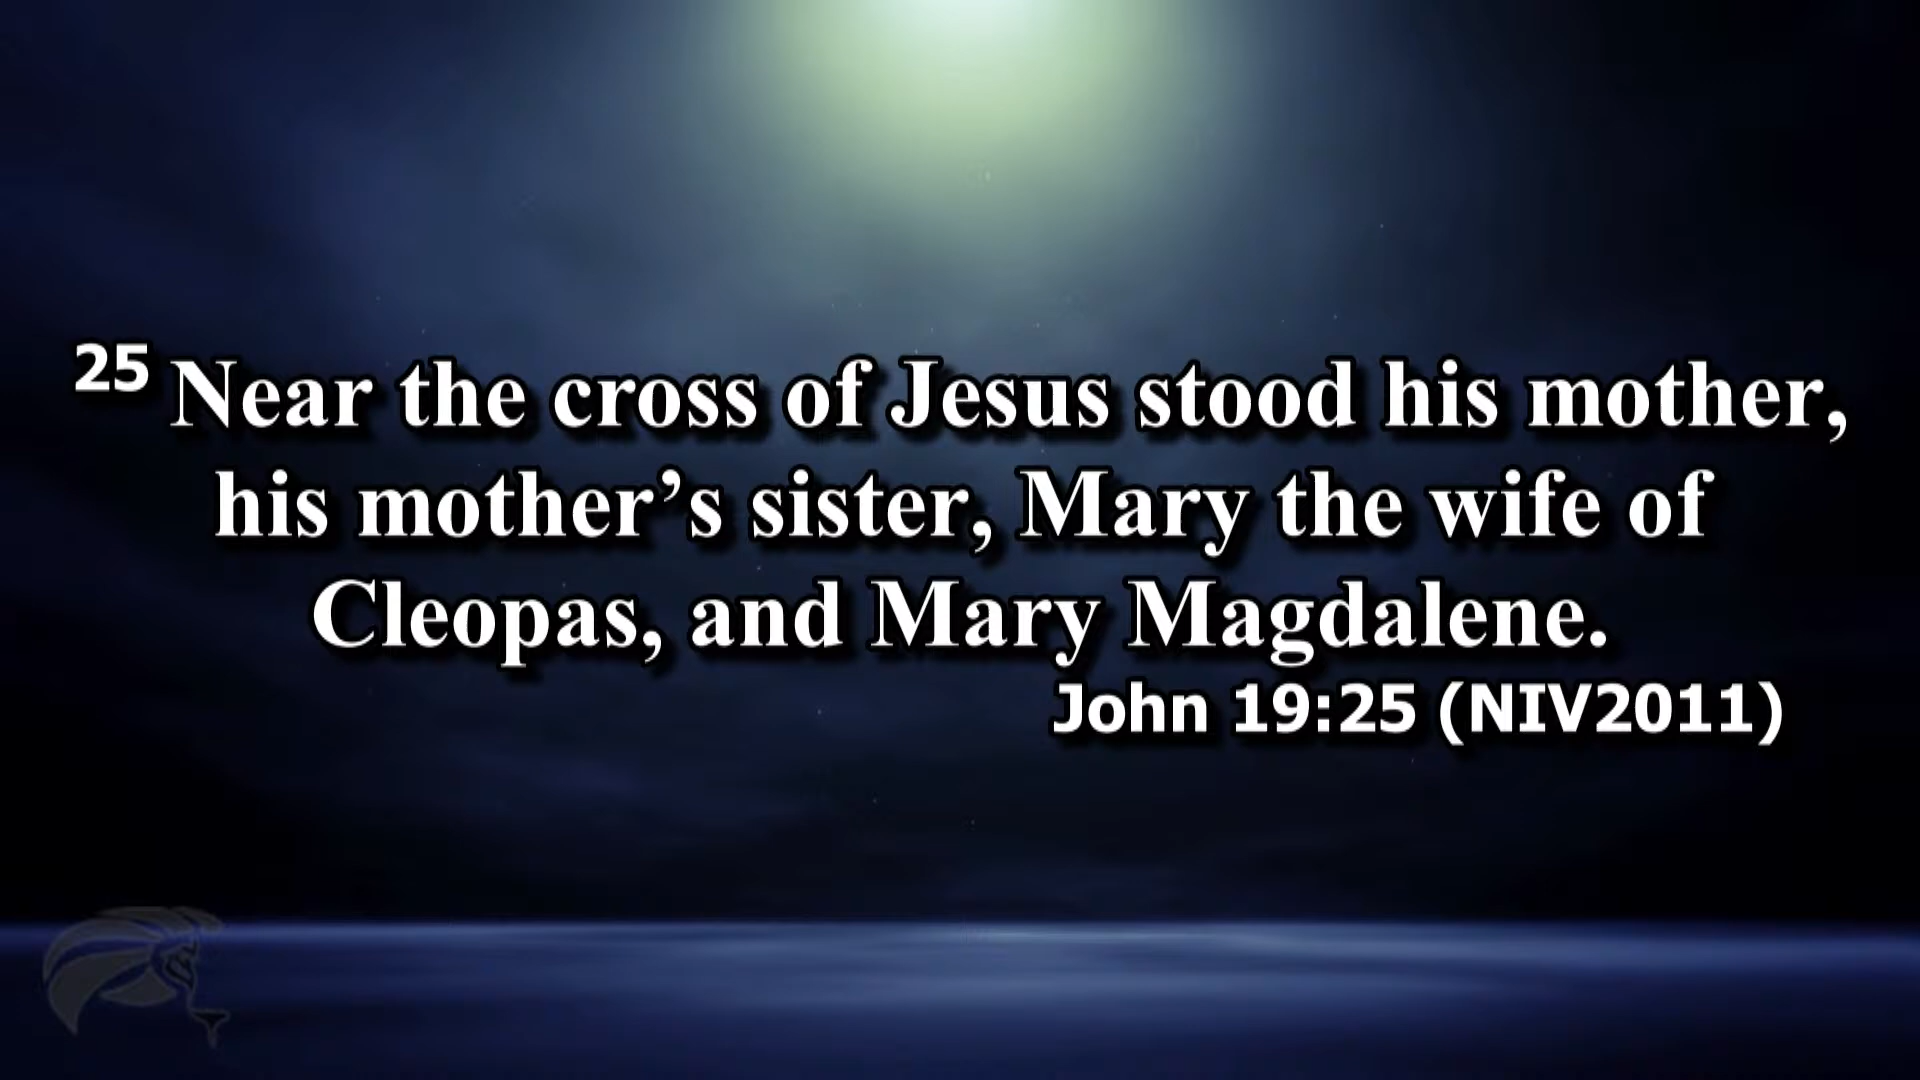 25 Near the cross of Jesus stood his mother,
his mother’s sister, Mary the wife of
Cleopas, and Mary Magdalene.
John 19:25 (NIV2011)